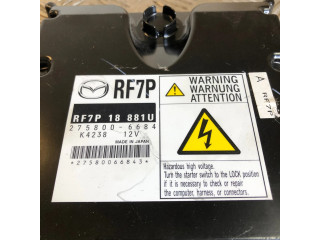 RF7P
RF7P 18 881U
275800-6684
K4238 12V
MADE IN JAPAN
*27580066843*
WARNING
WARNUNG
ATTENTION
Hazardous high voltage.
Turn the starter switch to the LOCK position
if it is necessary to check or repair
the computer, harness, or connectors.
A RF7P